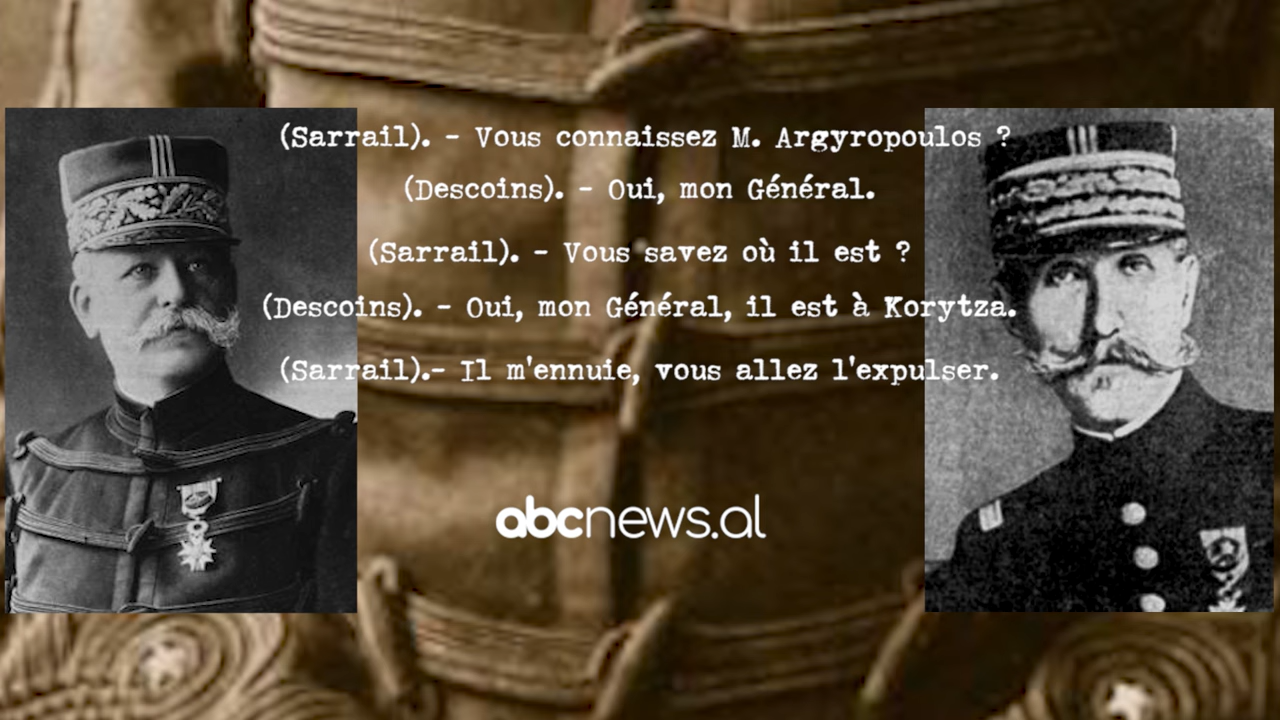 (Sarrail). - Vous connaissez M. Argyropoulos ?
(Descoins). - Oui, mon Général.
(Sarrail). - Vous savez où il est ?
(Descoins). - Oui, mon Général, il est à Korytza.
(Sarrail).- Il m'ennuie, vous allez l'expulser.
abcnews.al